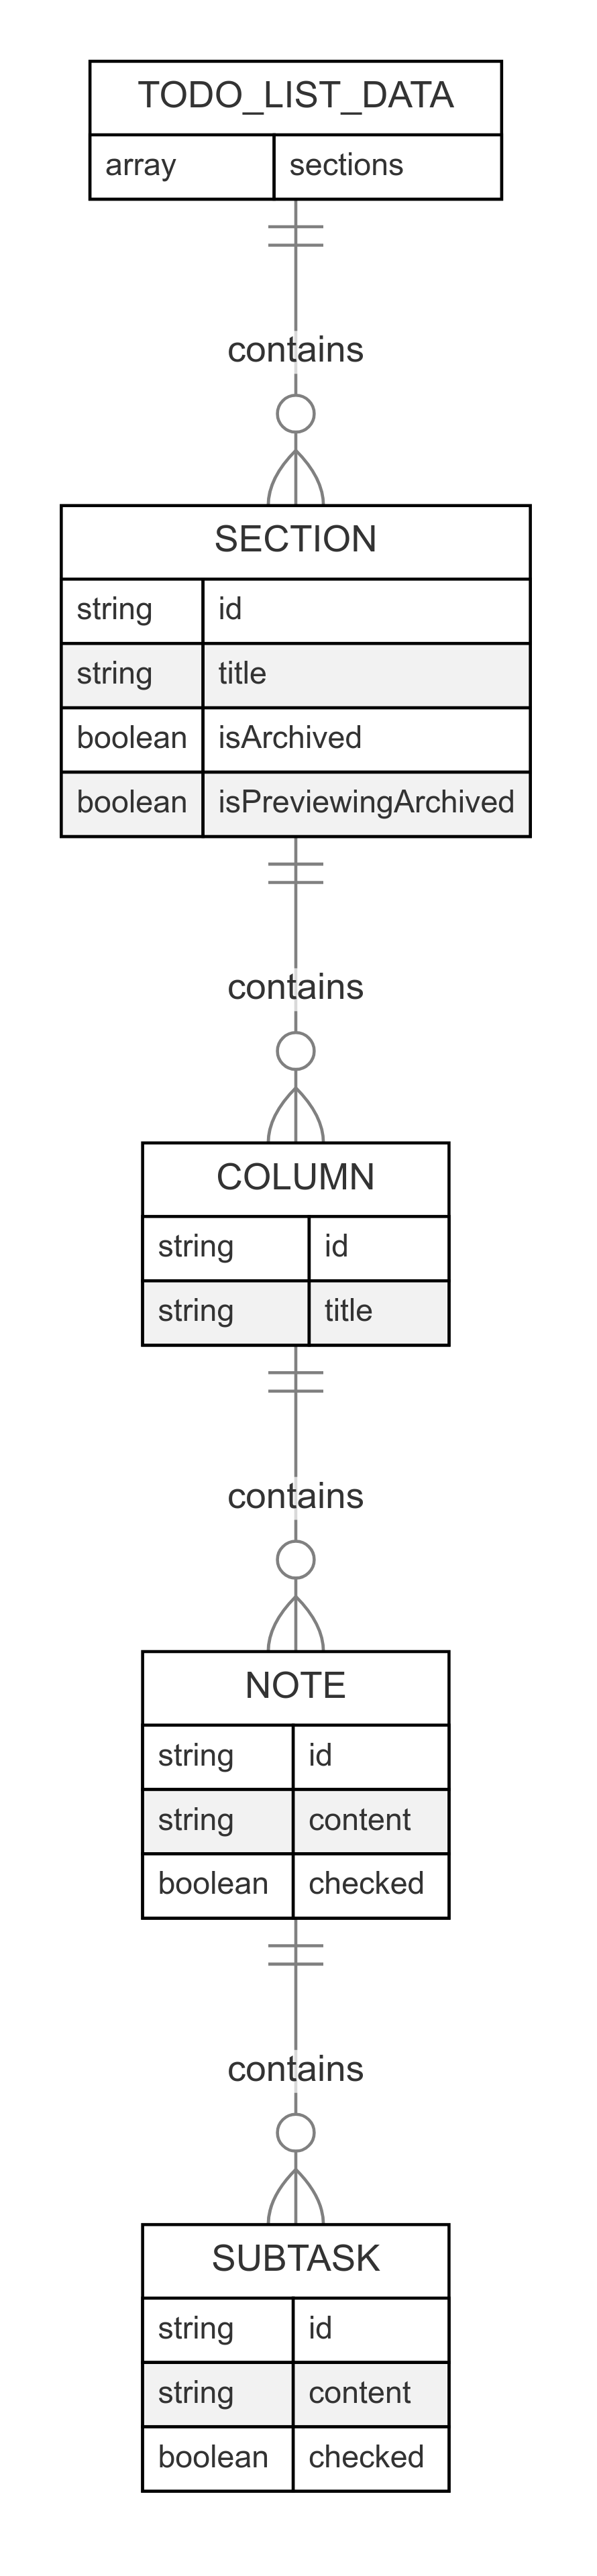 TODO_LIST_DATA
array sections
contains
SECTION
string id
string title
boolean isArchived
boolean isPreviewingArchived
contains
COLUMN
string id
string title
contains
NOTE
string id
string content
boolean checked
contains
SUBTASK
string id
string content
boolean checked